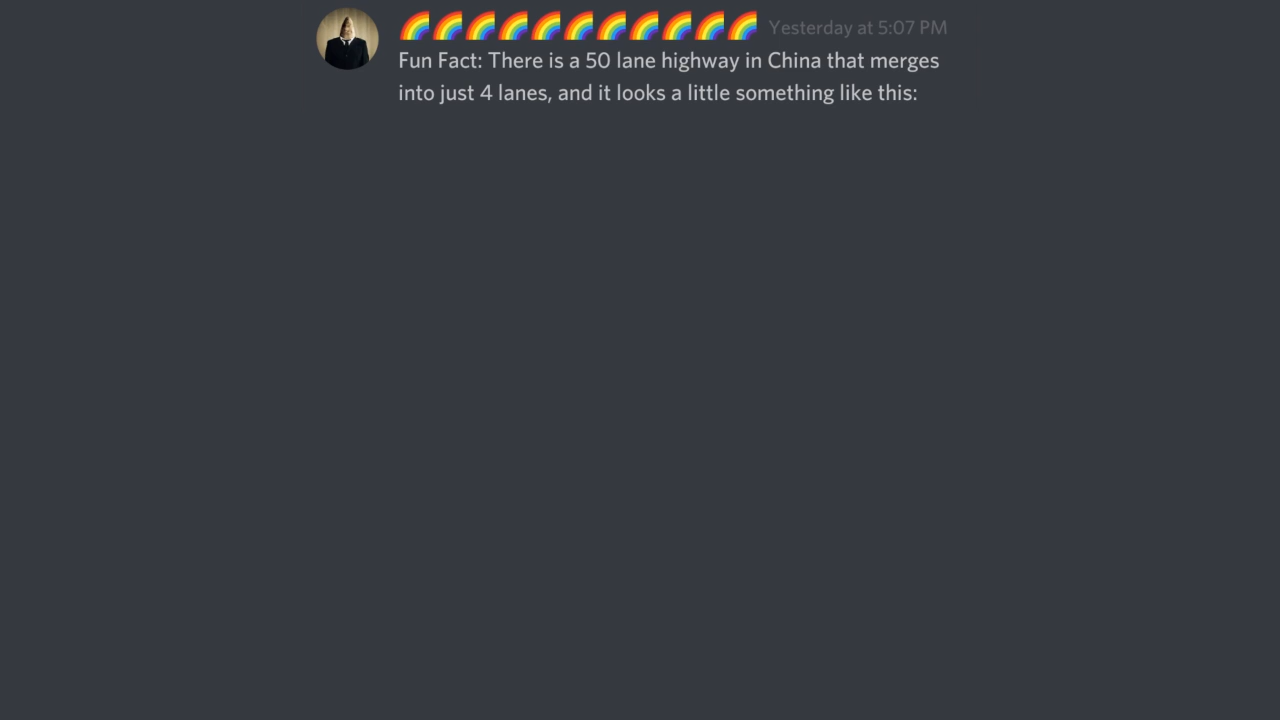 🌈🌈🌈🌈🌈🌈🌈🌈🌈🌈🌈 Yesterday at 5:07 PM
Fun Fact: There is a 50 lane highway in China that merges
into just 4 lanes, and it looks a little something like this: